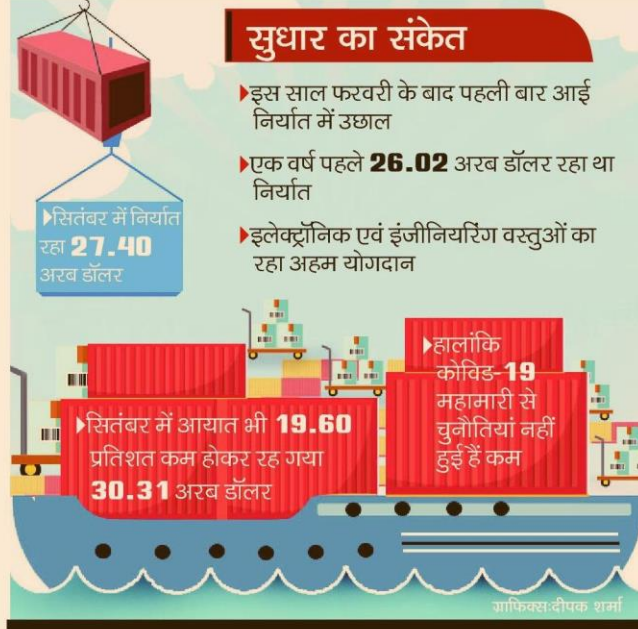 सुधार का संकेत
▶इस साल फरवरी के बाद पहली बार आई
निर्यात में उछाल
▶एक वर्ष पहले 26.02 अरब डॉलर रहा था
निर्यात
▶इलेक्ट्रॉनिक एवं इंजीनियरिंग वस्तुओं का
रहा अहम योगदान
▶सितंबर में निर्यात
रहा 27.40
अरब डॉलर
▶हालांकि
कोविड-19
महामारी से
चुनौतियां नहीं
हुई हैं कम
▶सितंबर में आयात भी 19.60
प्रतिशत कम होकर रह गया
30.31 अरब डॉलर
ग्राफिक्स:दीपक शर्मा